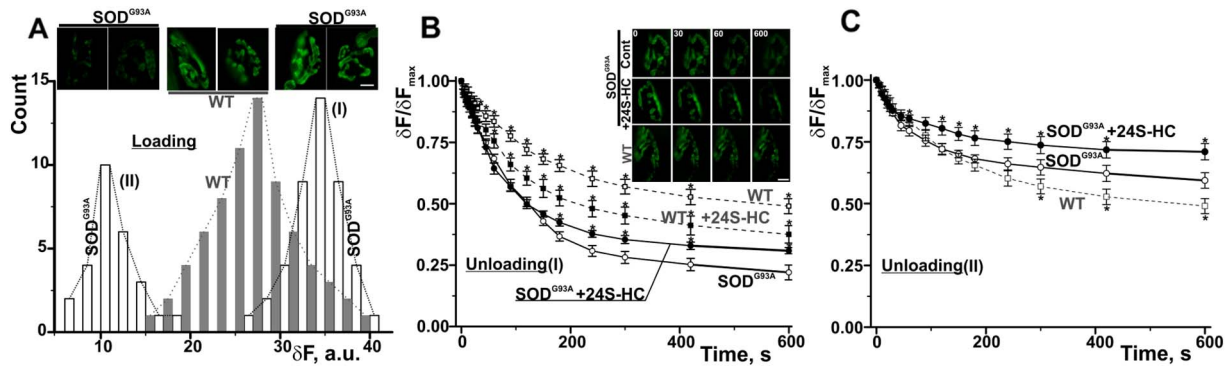 A
SOD^G93A
SOD^G93A
WT
Count
15
10
5
0
Loading
(I)
(II)
WT
SOD^G93A
SOD^G93A
10
20
30
40
δF, a.u.
B
δF/δFmax
1.00
0.75
0.50
0.25
0.00
SOD^G93A
Cont
+24S-HC
WT
0
30
60
600
WT
WT +24S-HC
Unloading(I)
SOD^G93A
SOD^G93A +24S-HC
0
200
400
600
Time, s
C
δF/δFmax
1.00
0.75
0.50
0.25
0.00
SOD^G93A +24S-HC
SOD^G93A
WT
Unloading(II)
0
200
400
600
Time, s